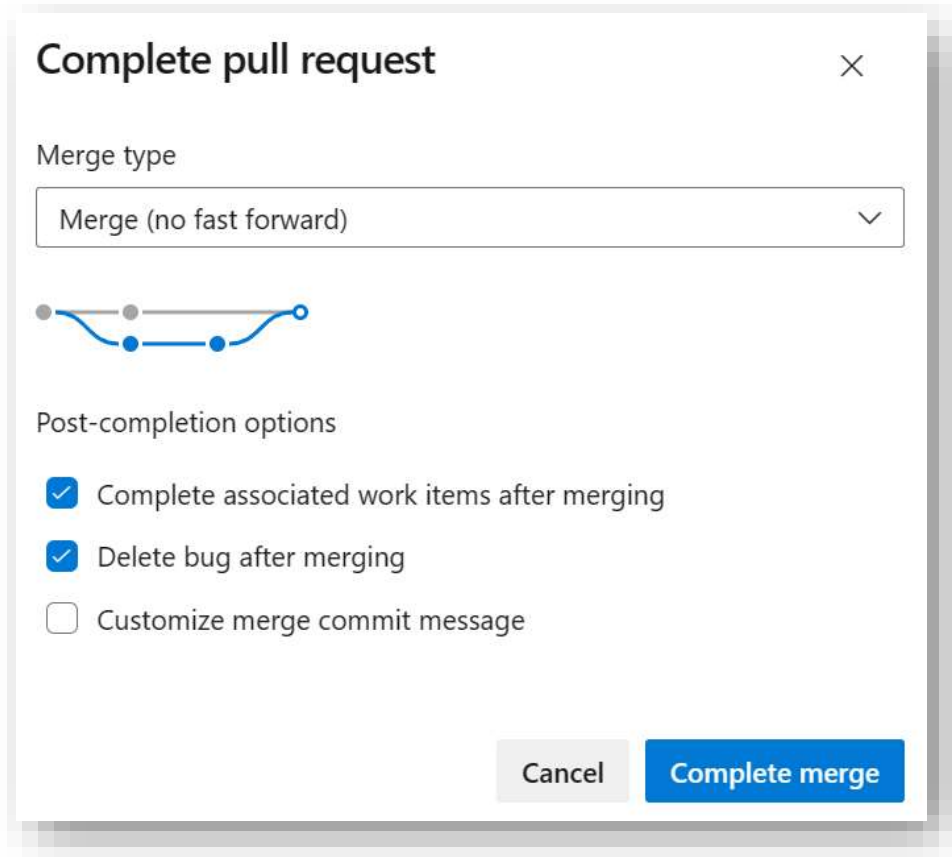 Complete pull request
Merge type
Merge (no fast forward)
Post-completion options
Complete associated work items after merging
Delete bug after merging
Customize merge commit message
Cancel
Complete merge